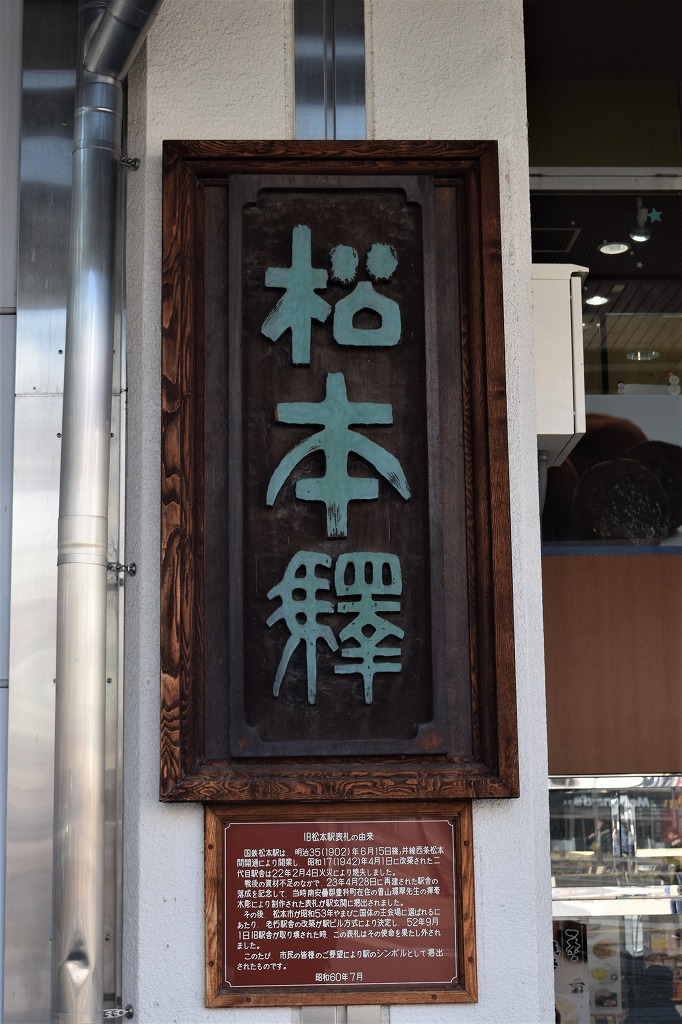 松本驛
旧松本駅表札の由来
国鉄松本駅は、明治35(1902)年6月15日篠ノ井線西条松本
間開通により開業し、昭和17(1942)年4月1日に改築された二
代目駅舎は22年2月4日火災により焼失しました。
戦後の資材不足のなかで、23年4月28日に再建された駅舎の
落成を記念して、当時南安曇郡豊科町在住の曽山環翠先生の揮毫
木彫により制作された表札が駅玄関に掲出されました。
その後、松本市が昭和53年やまびこ国体の主会場に選ばれるに
あたり、老朽駅舎の改築が駅ビル方式により決定し、52年9月
1日旧駅舎が取り壊された時、この表札はその使命を果たし外され
ました。
このたび、市民の皆様のご要望により駅のシンボルとして掲出
されたものです。
昭和60年7月